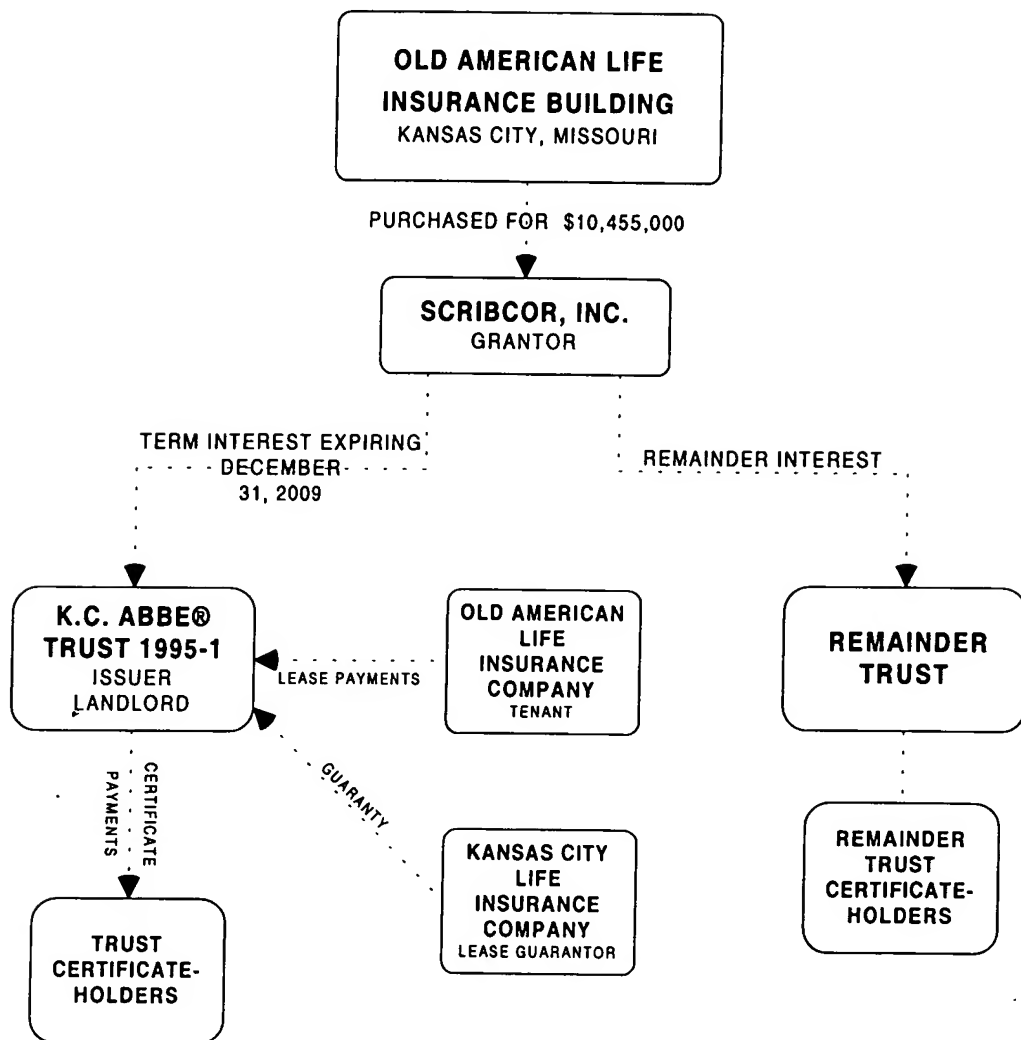 OLD AMERICAN LIFE
INSURANCE BUILDING
KANSAS CITY, MISSOURI
PURCHASED FOR $10,455,000
SCRIBCOR, INC.
GRANTOR
TERM INTEREST EXPIRING
DECEMBER
31, 2009
REMAINDER INTEREST
K.C. ABBE®
TRUST 1995-1
ISSUER
LANDLORD
LEASE PAYMENTS
OLD AMERICAN
LIFE
INSURANCE
COMPANY
TENANT
REMAINDER
TRUST
CERTIFICATE
PAYMENTS
GUARANTY
KANSAS CITY
LIFE
INSURANCE
COMPANY
LEASE GUARANTOR
REMAINDER
TRUST
CERTIFICATE-
HOLDERS
TRUST
CERTIFICATE-
HOLDERS